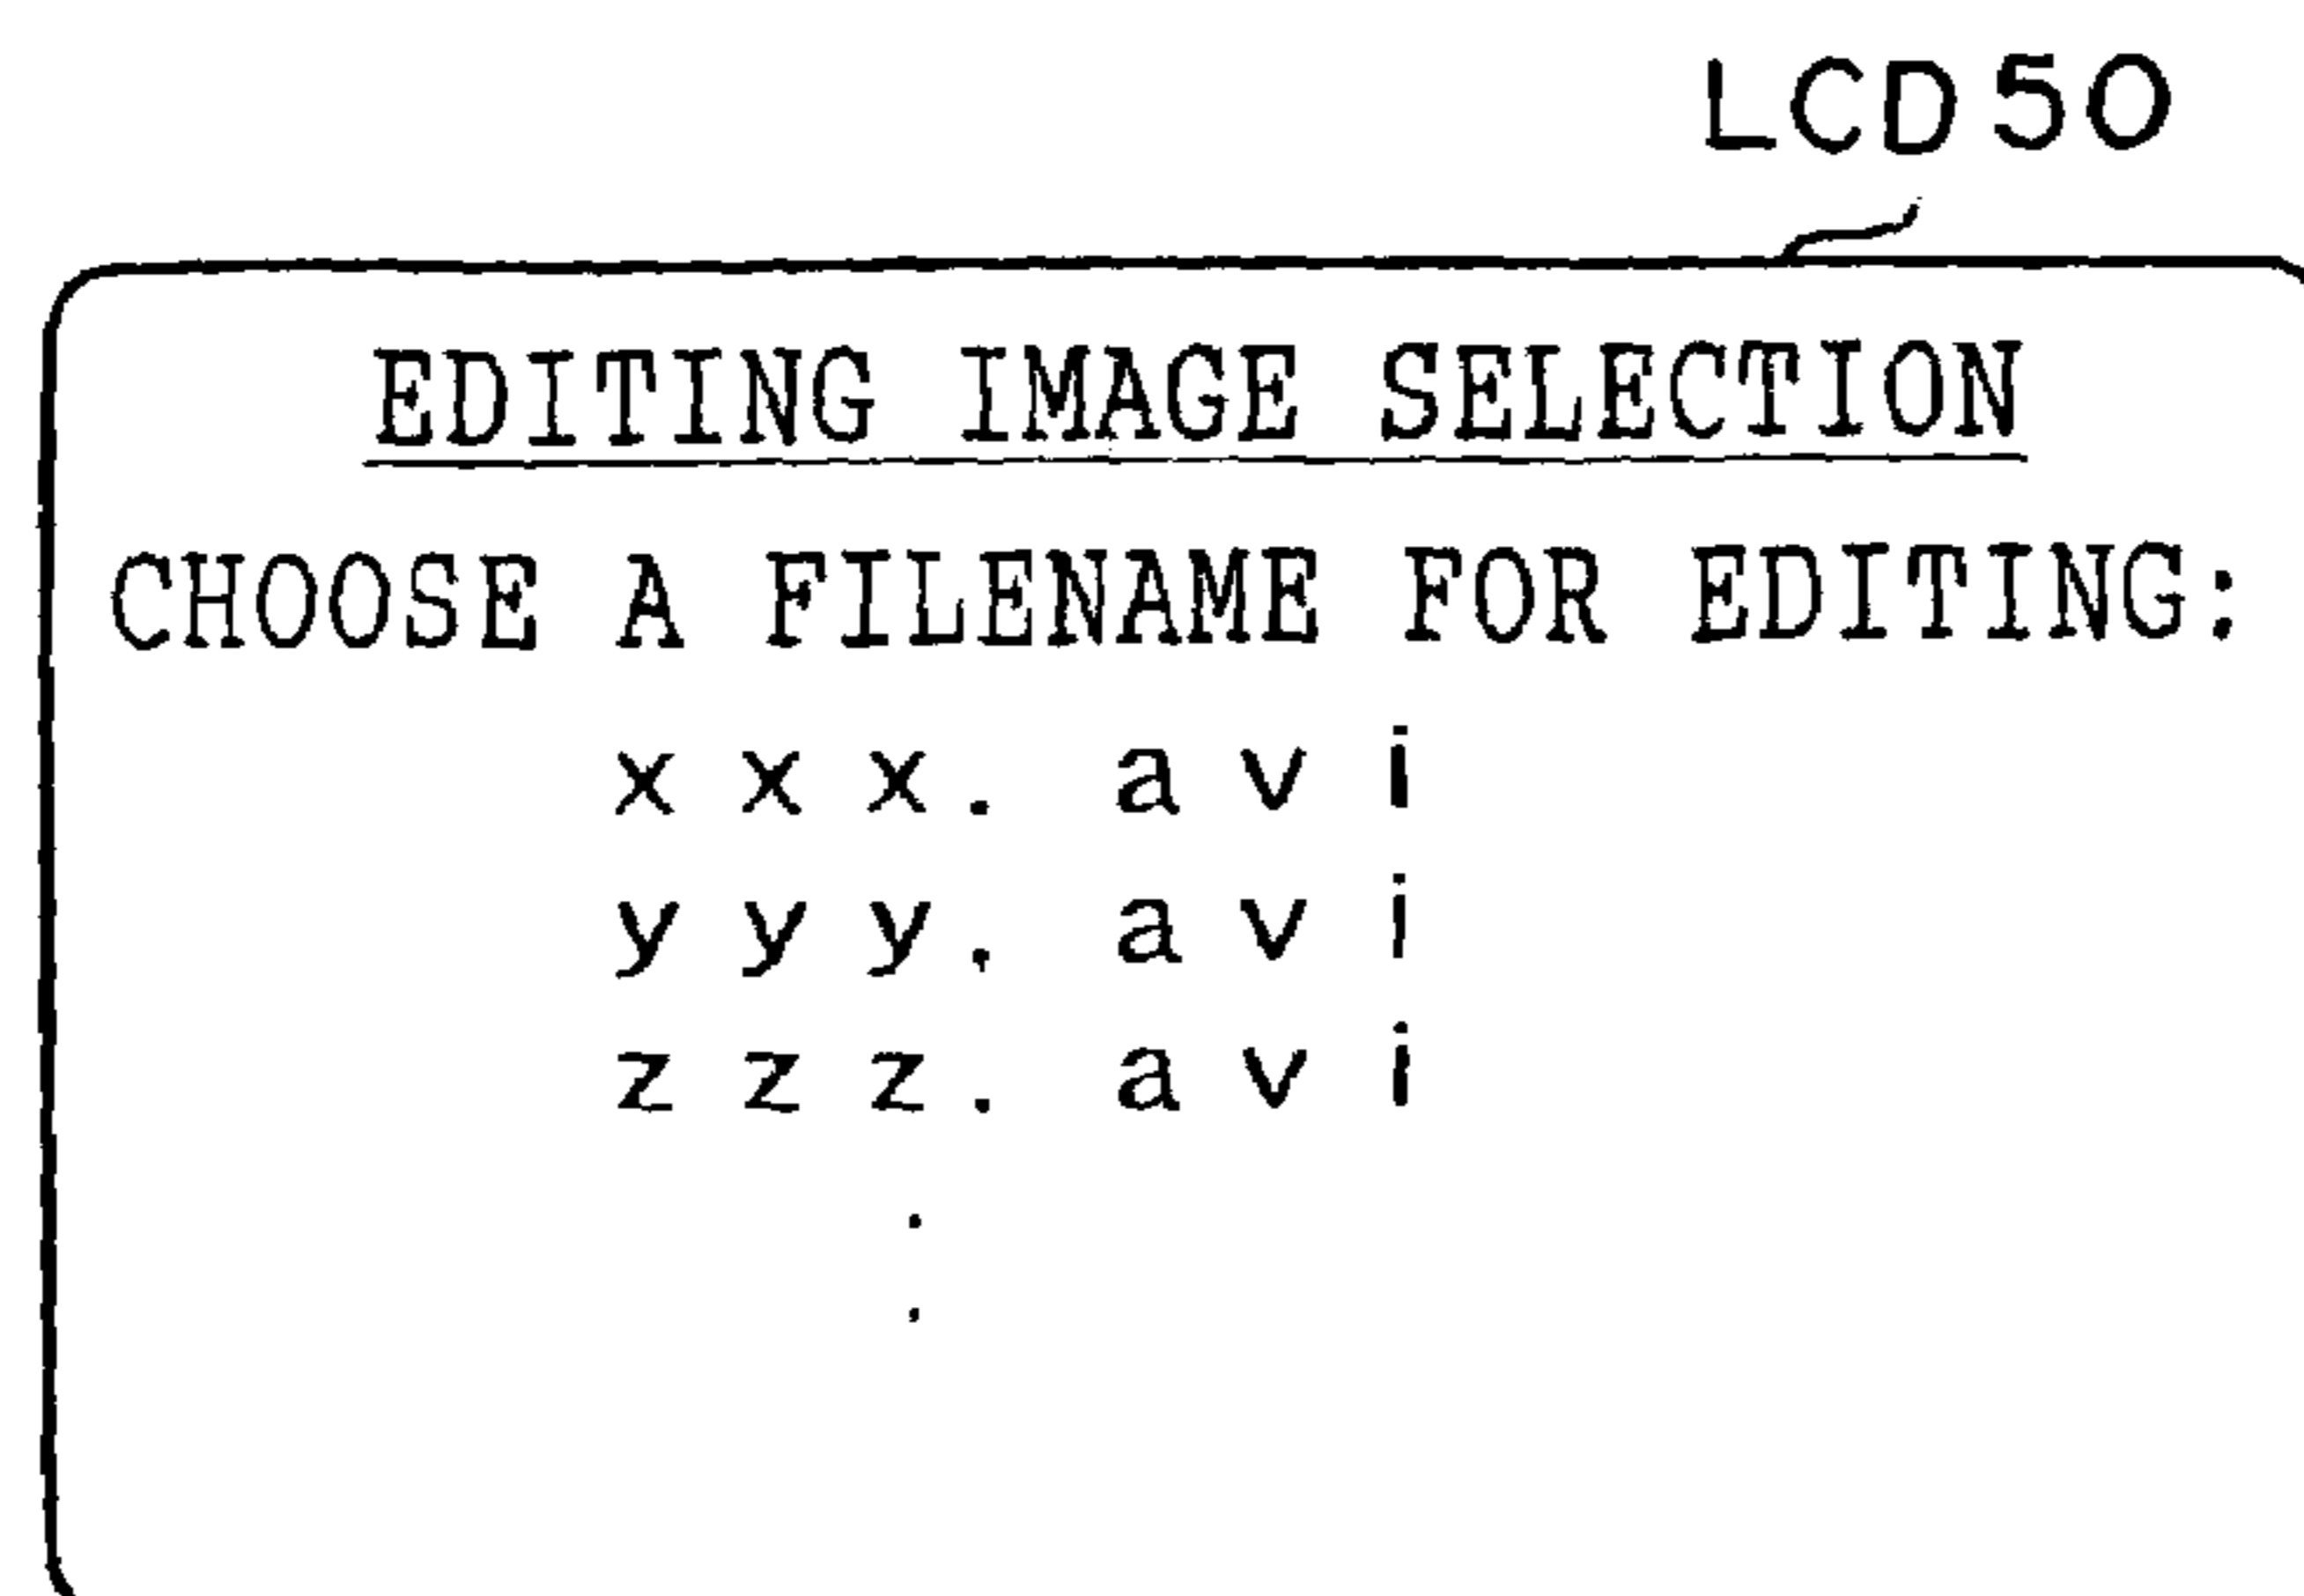 LCD50
EDITING IMAGE SELECTION
CHOOSE A FILENAME FOR EDITING:
xxx. avi
yyy. avi
zzz. avi
.
.